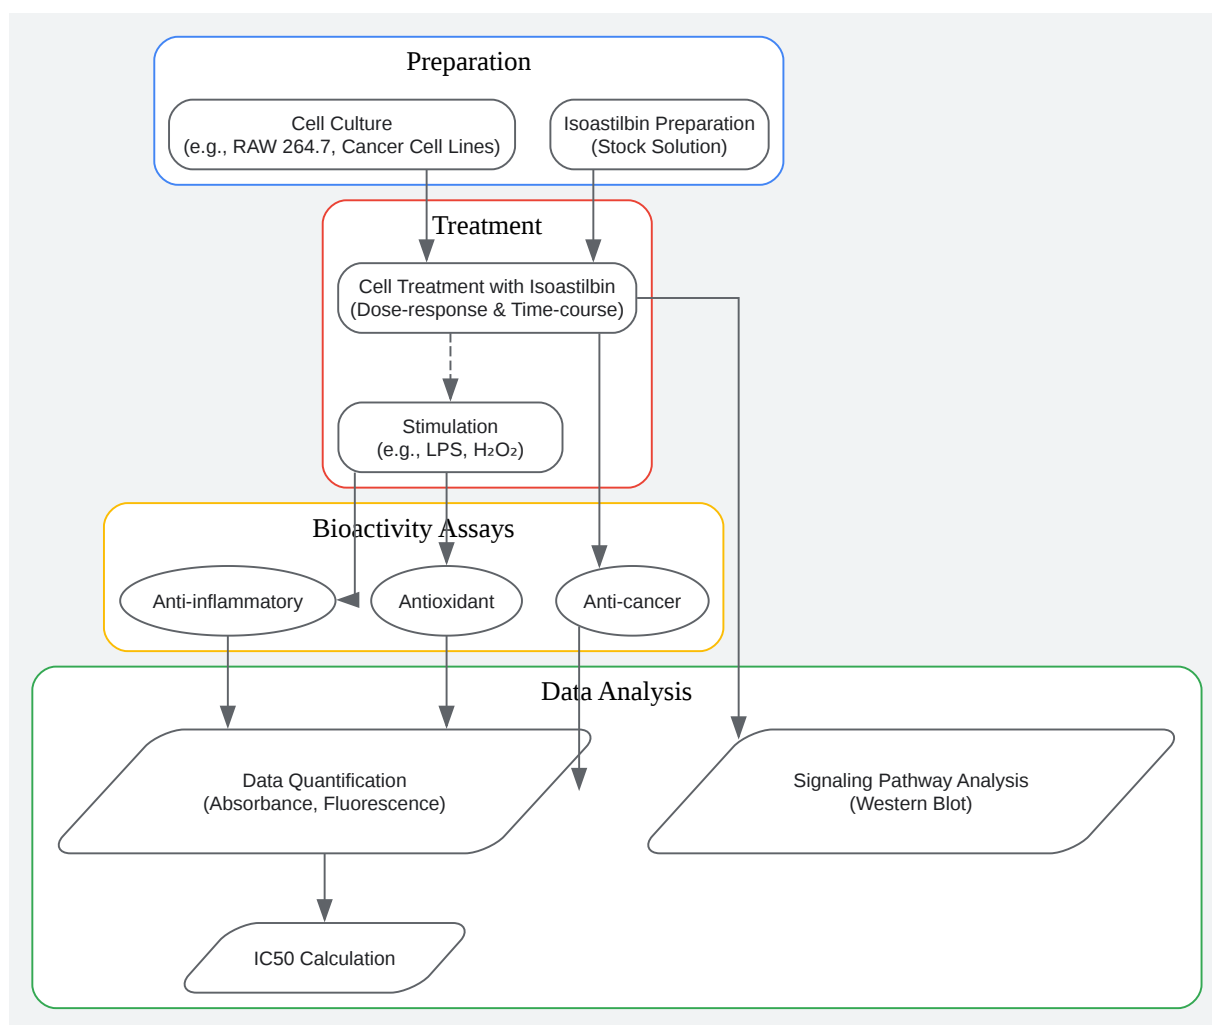 Preparation
Cell Culture
(e.g., RAW 264.7, Cancer Cell Lines)
Isoastilbin Preparation
(Stock Solution)
Treatment
Cell Treatment with Isoastilbin
(Dose-response & Time-course)
Stimulation
(e.g., LPS, H₂O₂)
Bioactivity Assays
Anti-inflammatory
Antioxidant
Anti-cancer
Data Analysis
Data Quantification
(Absorbance, Fluorescence)
Signaling Pathway Analysis
(Western Blot)
IC50 Calculation